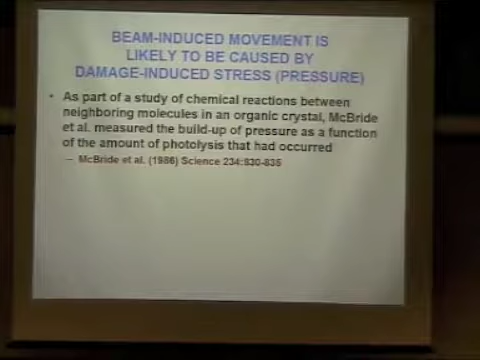 BEAM-INDUCED MOVEMENT IS
LIKELY TO BE CAUSED BY
DAMAGE-INDUCED STRESS (PRESSURE)
• As part of a study of chemical reactions between
neighboring molecules in an organic crystal, McBride
et al. measured the build-up of pressure as a function
of the amount of photolysis that had occurred
– McBride et al. (1986) Science 234:830-835